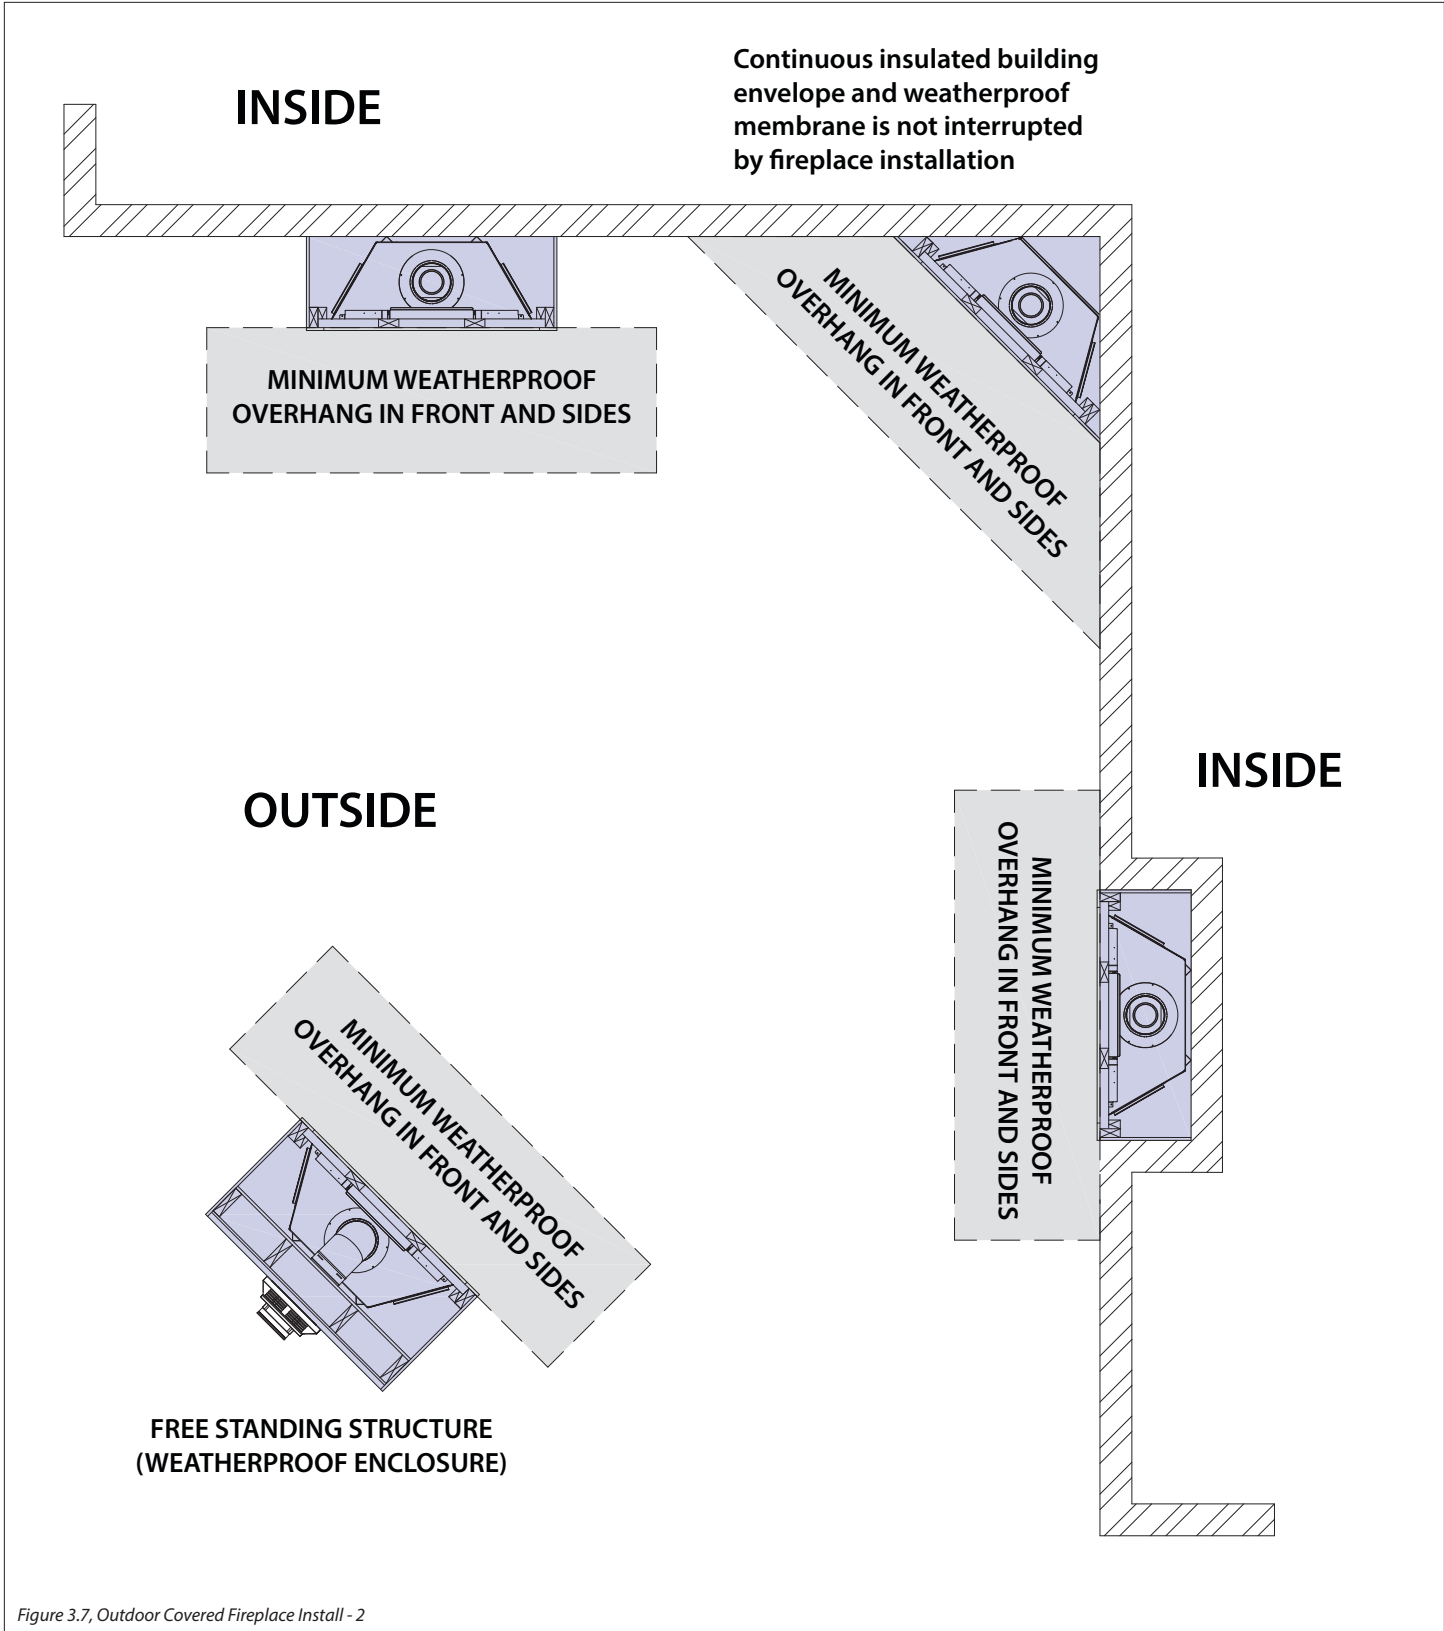 INSIDE
Continuous insulated building
envelope and weatherproof
membrane is not interrupted
by fireplace installation
MINIMUM WEATHERPROOF
OVERHANG IN FRONT AND SIDES
MINIMUM WEATHERPROOF
OVERHANG IN FRONT AND SIDES
INSIDE
OUTSIDE
MINIMUM WEATHERPROOF
OVERHANG IN FRONT AND SIDES
MINIMUM WEATHERPROOF
OVERHANG IN FRONT AND SIDES
FREE STANDING STRUCTURE
(WEATHERPROOF ENCLOSURE)
Figure 3.7, Outdoor Covered Fireplace Install - 2